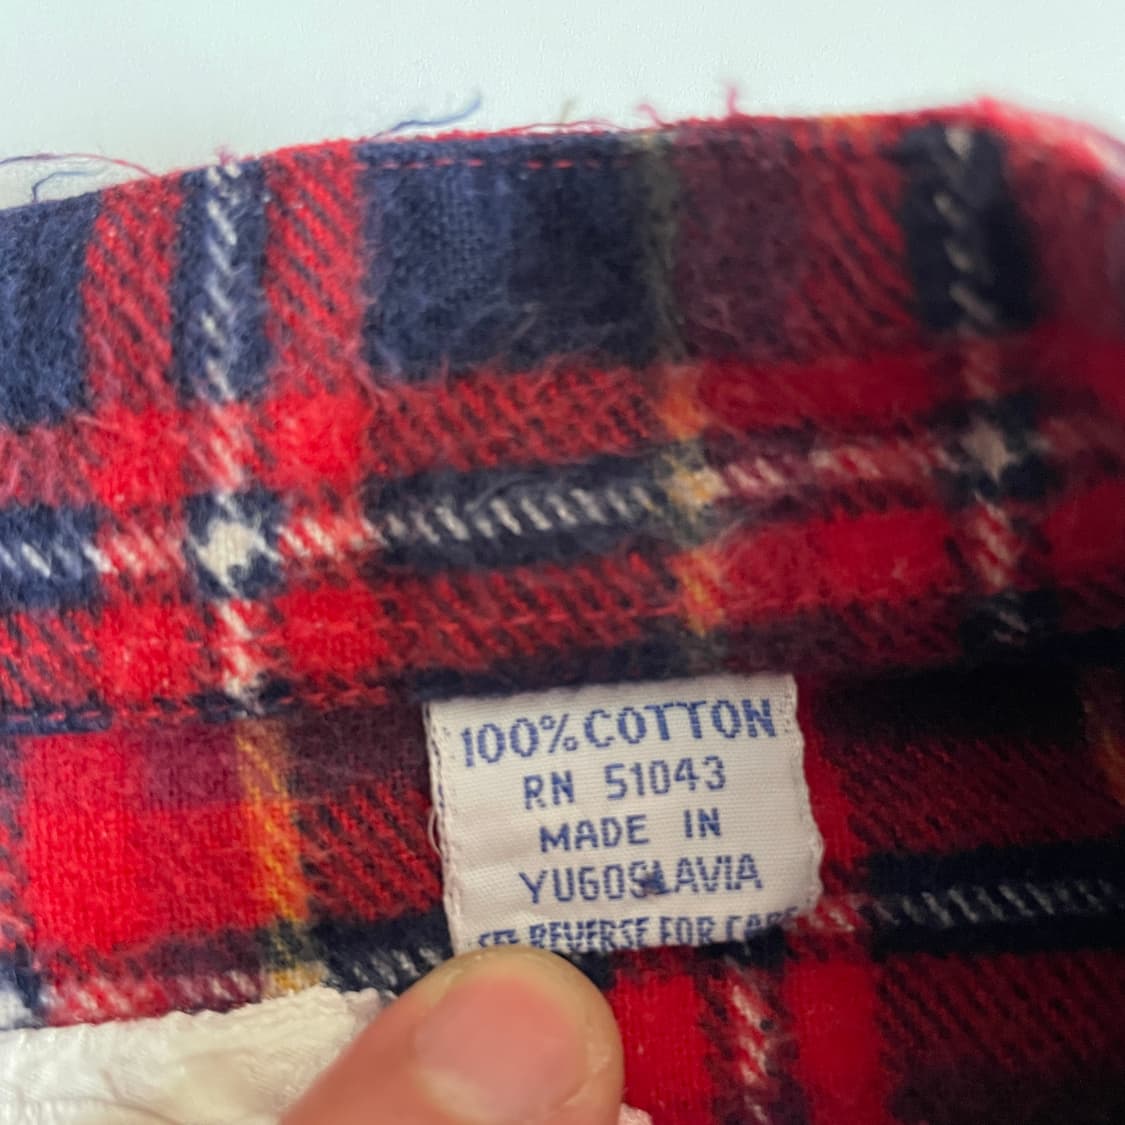 100% COTTON
RN 51043
MADE IN
YUGOSLAVIA
SEE REVERSE FOR CARE